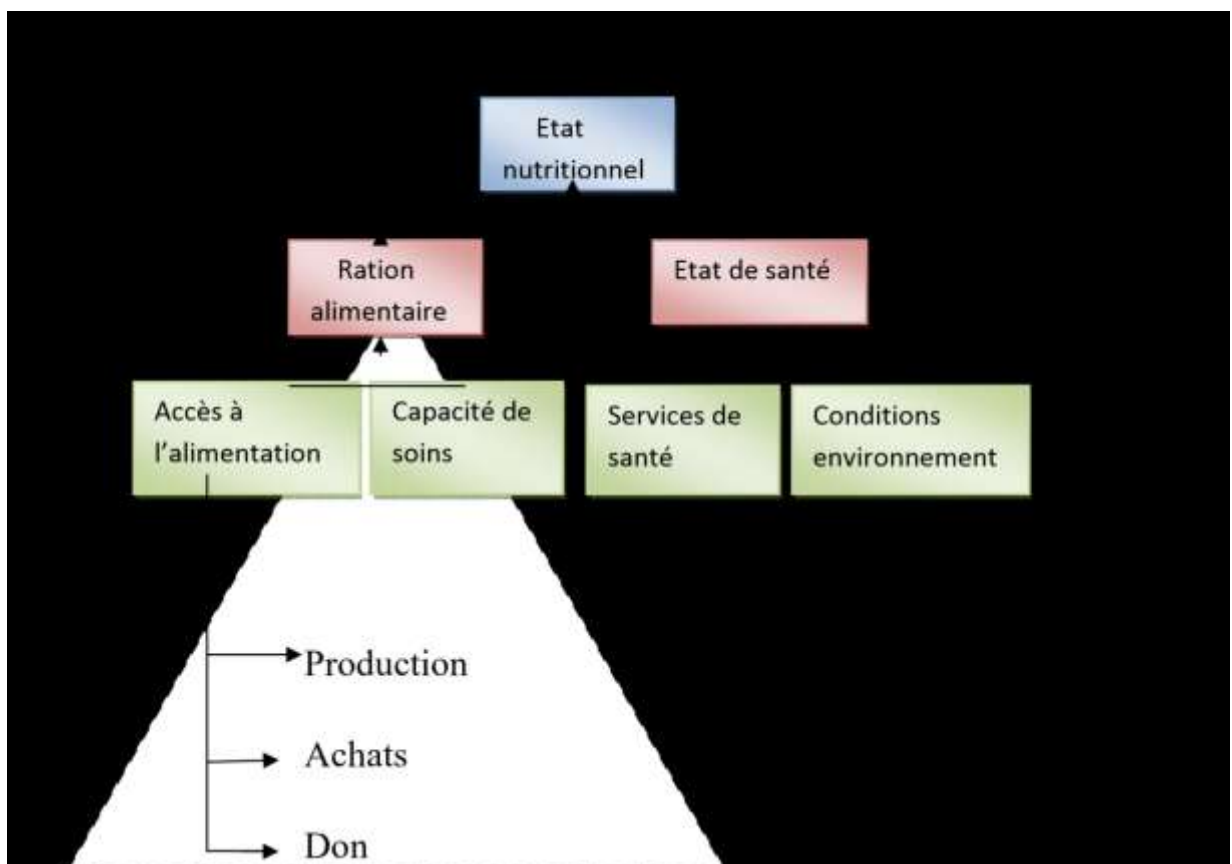 Etat
nutritionnel
Ration
alimentaire
Etat de santé
Accès à
l’alimentation
Capacité de
soins
Services de
santé
Conditions
environnement
Production
Achats
Don